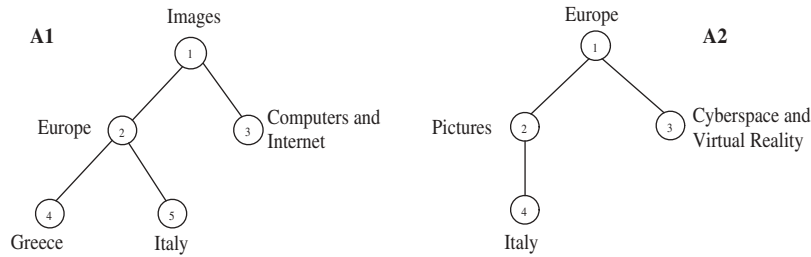 Images
A1
1
Europe
2
3
Computers and
Internet
4
5
Greece
Italy
Europe
A2
1
Pictures
2
3
Cyberspace and
Virtual Reality
4
Italy